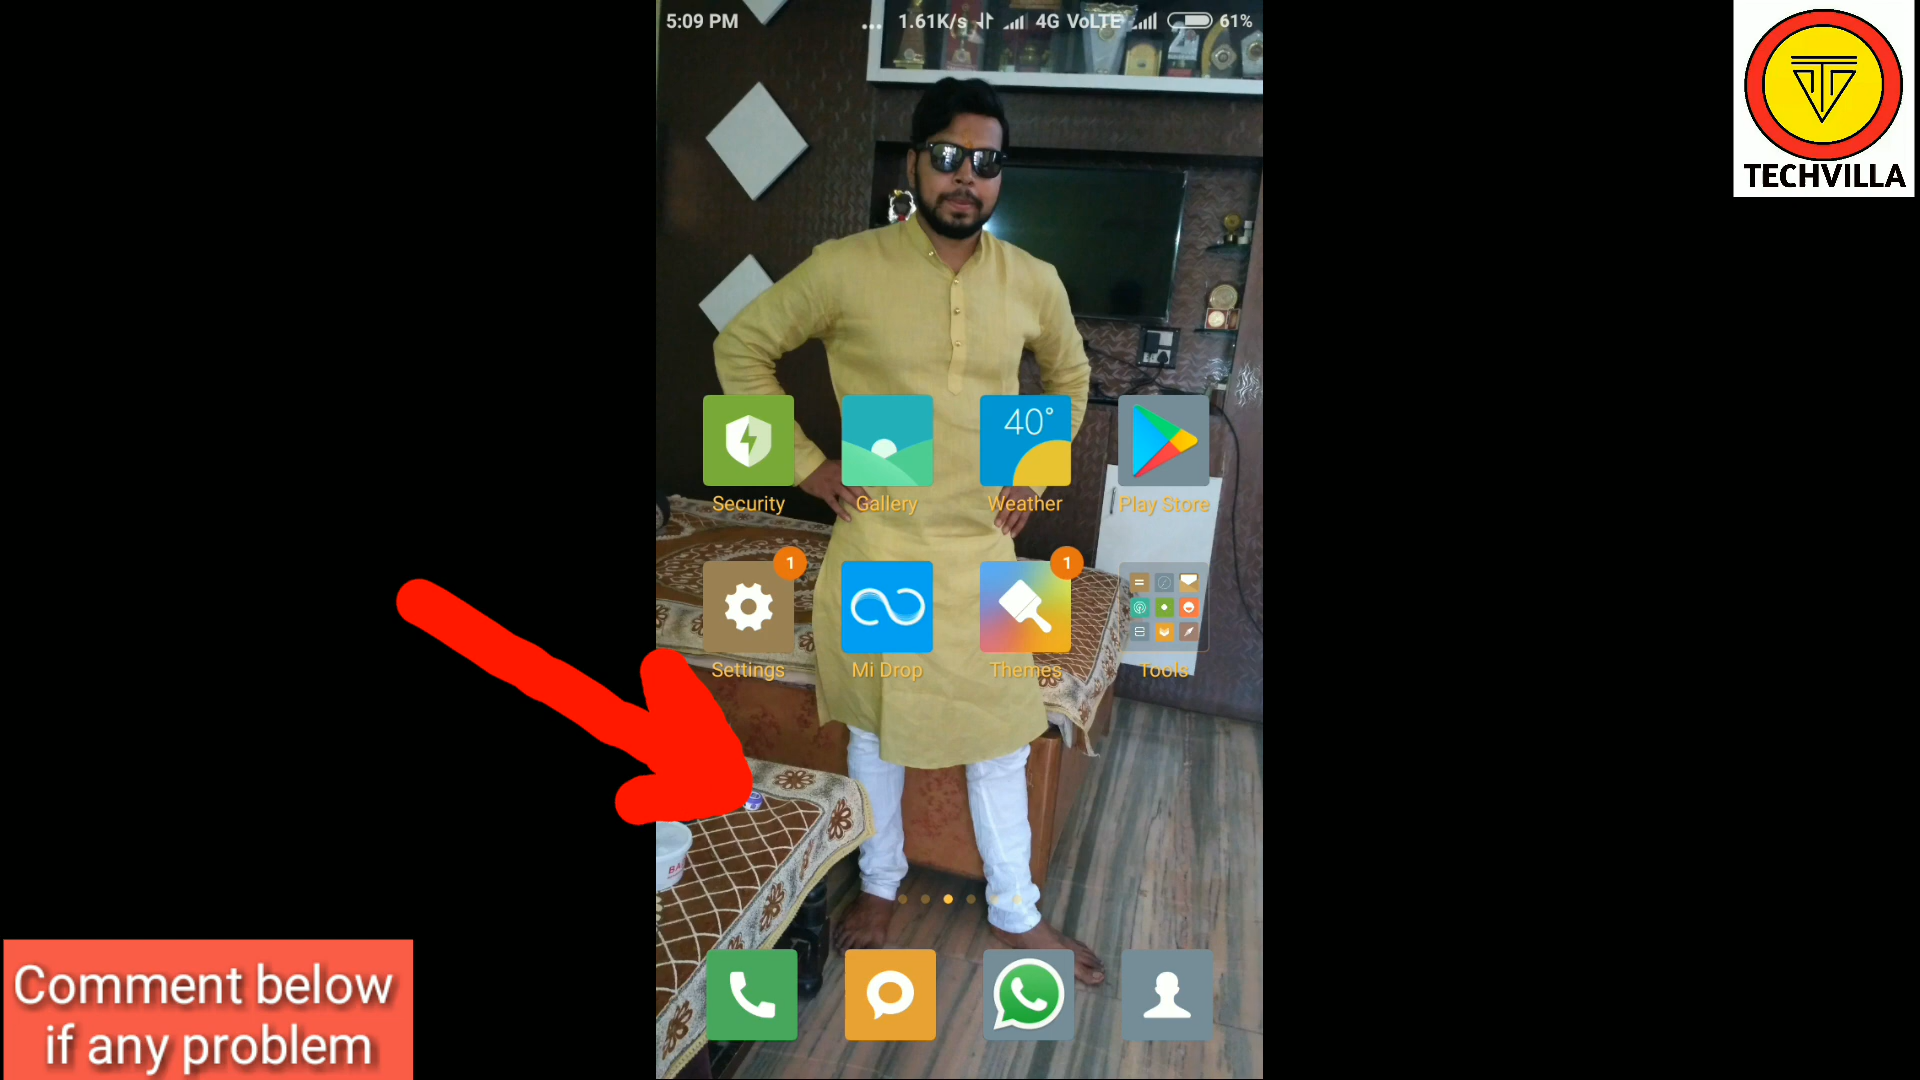 5:09 PM ... 1.61K/s 4G VoLTE 61%
TECHVILLA
40°
Security Gallery Weather Play Store
1 1
Settings Mi Drop Themes Tools
BA
Comment below
if any problem